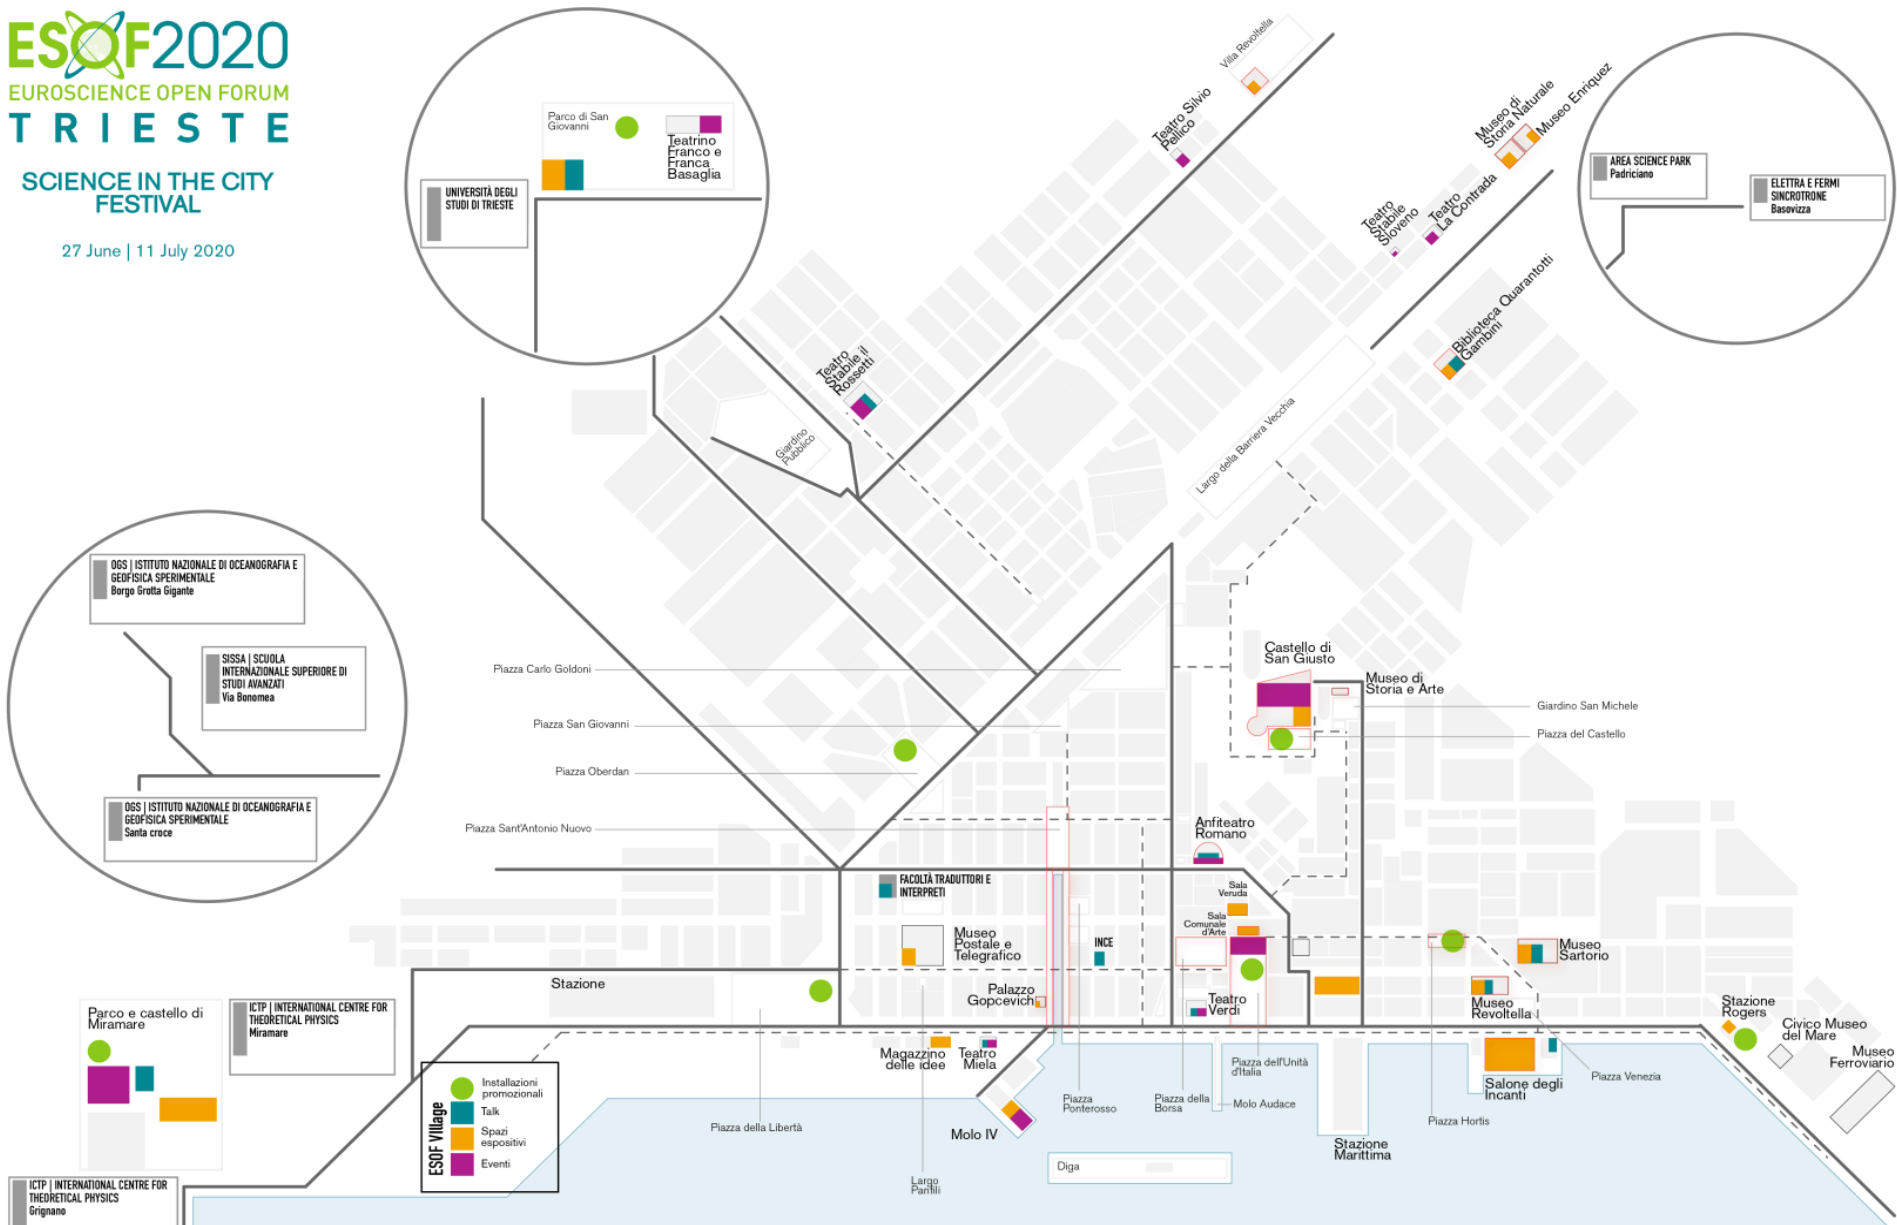 ESOF2020
EUROSCIENCE OPEN FORUM
TRIESTE
SCIENCE IN THE CITY
FESTIVAL
27 June | 11 July 2020
Parco di San
Giovanni
Teatrino
Franco e
Franca
Basaglia
UNIVERSITÀ DEGLI
STUDI DI TRIESTE
Villa Revoltella
Teatro Silvio
Pellico
Museo di
Storia Naturale
Museo Enriquez
Teatro
Stabile
Sloveno
Teatro
La Contrada
AREA SCIENCE PARK
Padriciano
ELETTRA E FERMI
SINCROTRONE
Basovizza
Biblioteca Quarantotti
Gambini
Teatro
Stabile il
Rossetti
Giardino
Pubblico
Largo della Barriera Vecchia
OGS | ISTITUTO NAZIONALE DI OCEANOGRAFIA E
GEOFISICA SPERIMENTALE
Borgo Grotta Gigante
SISSA | SCUOLA
INTERNAZIONALE SUPERIORE DI
STUDI AVANZATI
Via Bonomea
OGS | ISTITUTO NAZIONALE DI OCEANOGRAFIA E
GEOFISICA SPERIMENTALE
Santa croce
Piazza Carlo Goldoni
Piazza San Giovanni
Piazza Oberdan
Piazza Sant'Antonio Nuovo
Castello di
San Giusto
Museo di
Storia e Arte
Giardino San Michele
Piazza del Castello
Anfiteatro
Romano
FACOLTÀ TRADUTTORI E
INTERPRETI
Sala
Veruda
Sala
Comunale
d'Arte
Museo
Postale e
Telegrafico
INCE
Museo
Sartorio
Stazione
Palazzo
Gopcevich
Teatro
Verdi
Museo
Revoltella
Stazione
Rogers
Civico Museo
del Mare
Museo
Ferroviario
Parco e castello di
Miramare
ICTP | INTERNATIONAL CENTRE FOR
THEORETICAL PHYSICS
Miramare
Magazzino
delle idee
Teatro
Miela
Piazza dell'Unità
d'Italia
Salone degli
Incanti
Piazza Venezia
ESOF Village
Installazioni
promozionali
Talk
Spazi
espositivi
Eventi
Piazza della Libertà
Molo IV
Piazza
Ponterosso
Piazza della
Borsa
Molo Audace
Piazza Hortis
Stazione
Marittima
Diga
Largo
Panfili
ICTP | INTERNATIONAL CENTRE FOR
THEORETICAL PHYSICS
Grignano